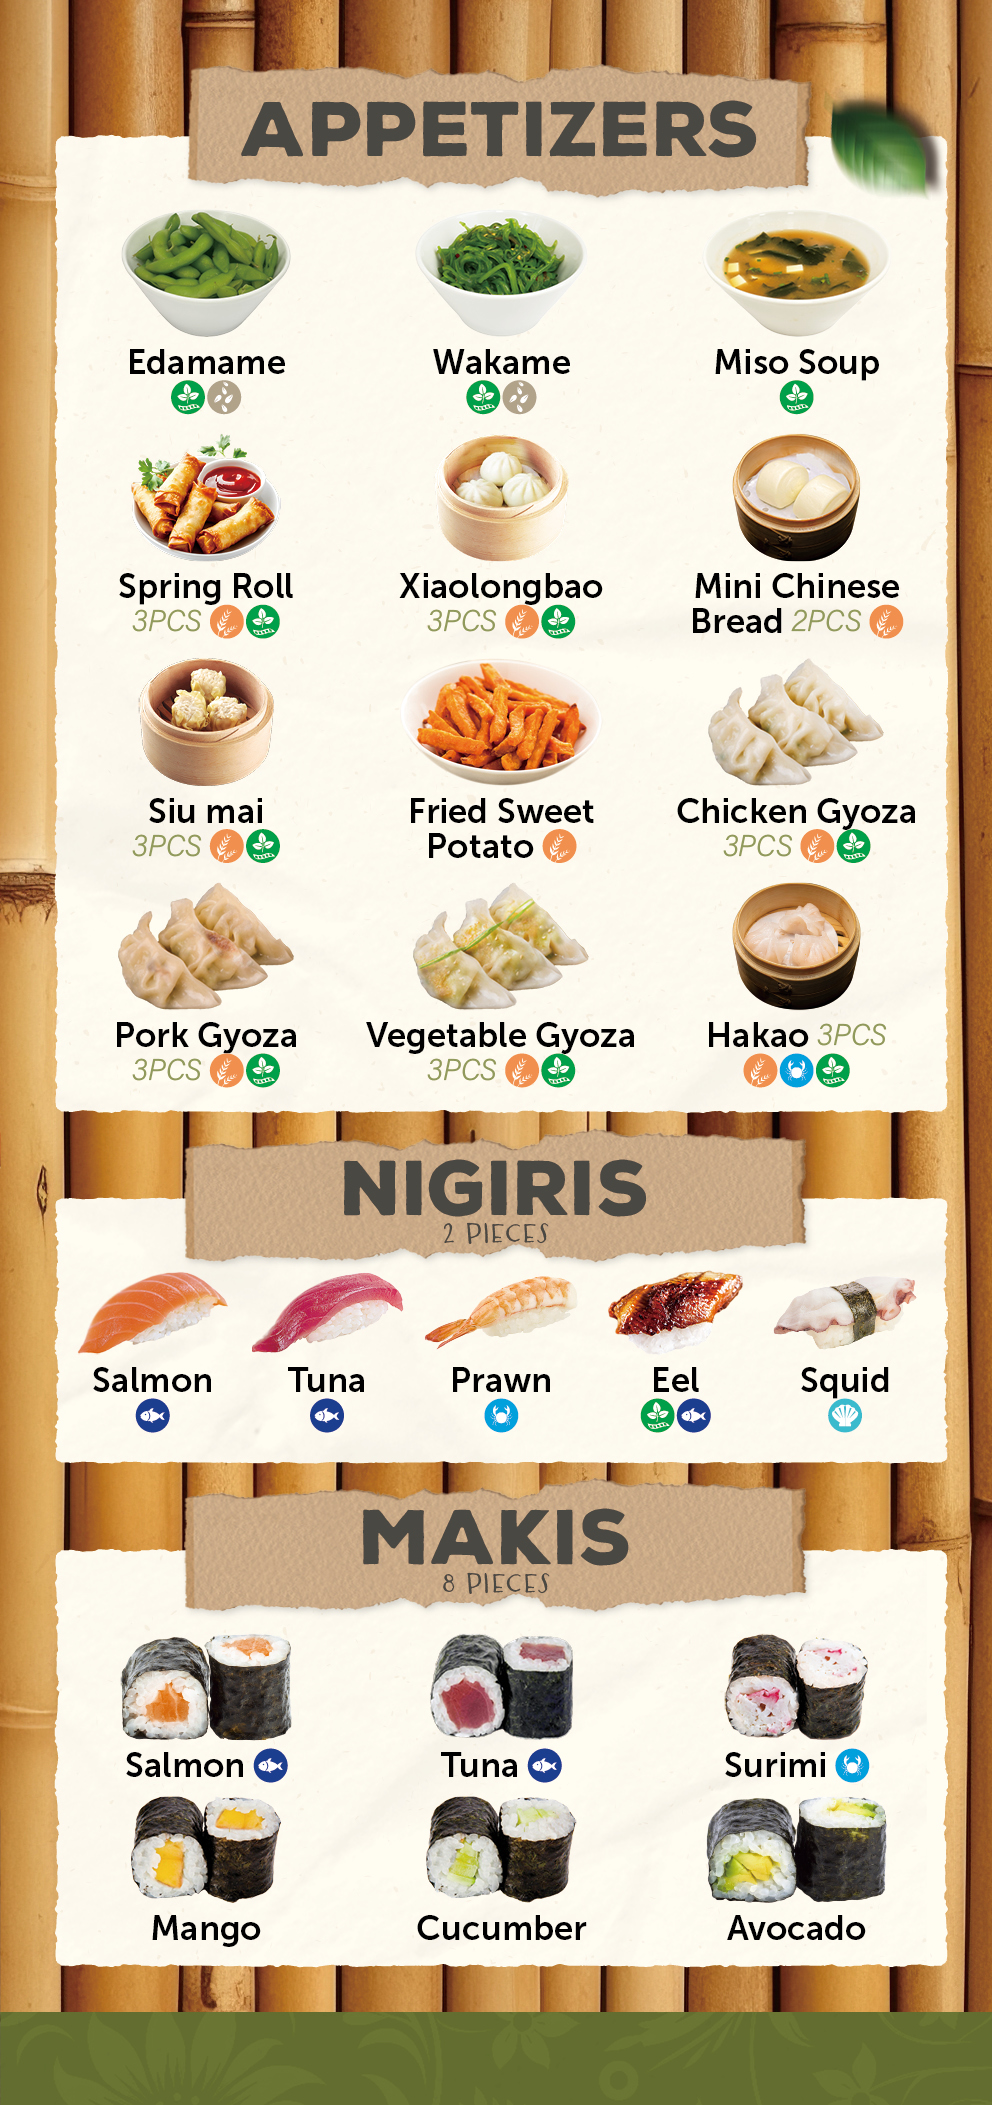 APPETIZERS
Edamame
Wakame
Miso Soup
Spring Roll
3PCS
Xiaolongbao
3PCS
Mini Chinese
Bread 2PCS
Siu mai
3PCS
Fried Sweet
Potato
Chicken Gyoza
3PCS
Pork Gyoza
3PCS
Vegetable Gyoza
3PCS
Hakao 3PCS
NIGIRIS
2 PIECES
Salmon
Tuna
Prawn
Eel
Squid
MAKIS
8 PIECES
Salmon
Tuna
Surimi
Mango
Cucumber
Avocado